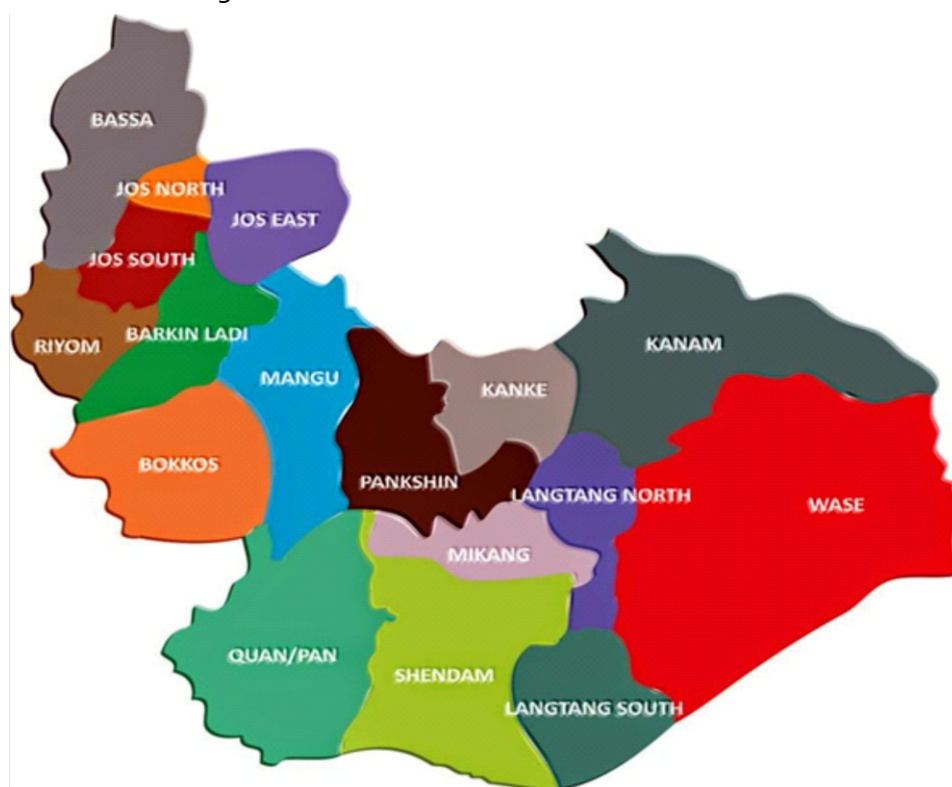 BASSA
JOS NORTH
JOS EAST
JOS SOUTH
BARKIN LADI
RIYOM
KANAM
MANGU
KANKE
BOKKOS
PANKSHIN
LANGTANG NORTH
WASE
MIKANG
QUAN/PAN
SHENDAM
LANGTANG SOUTH